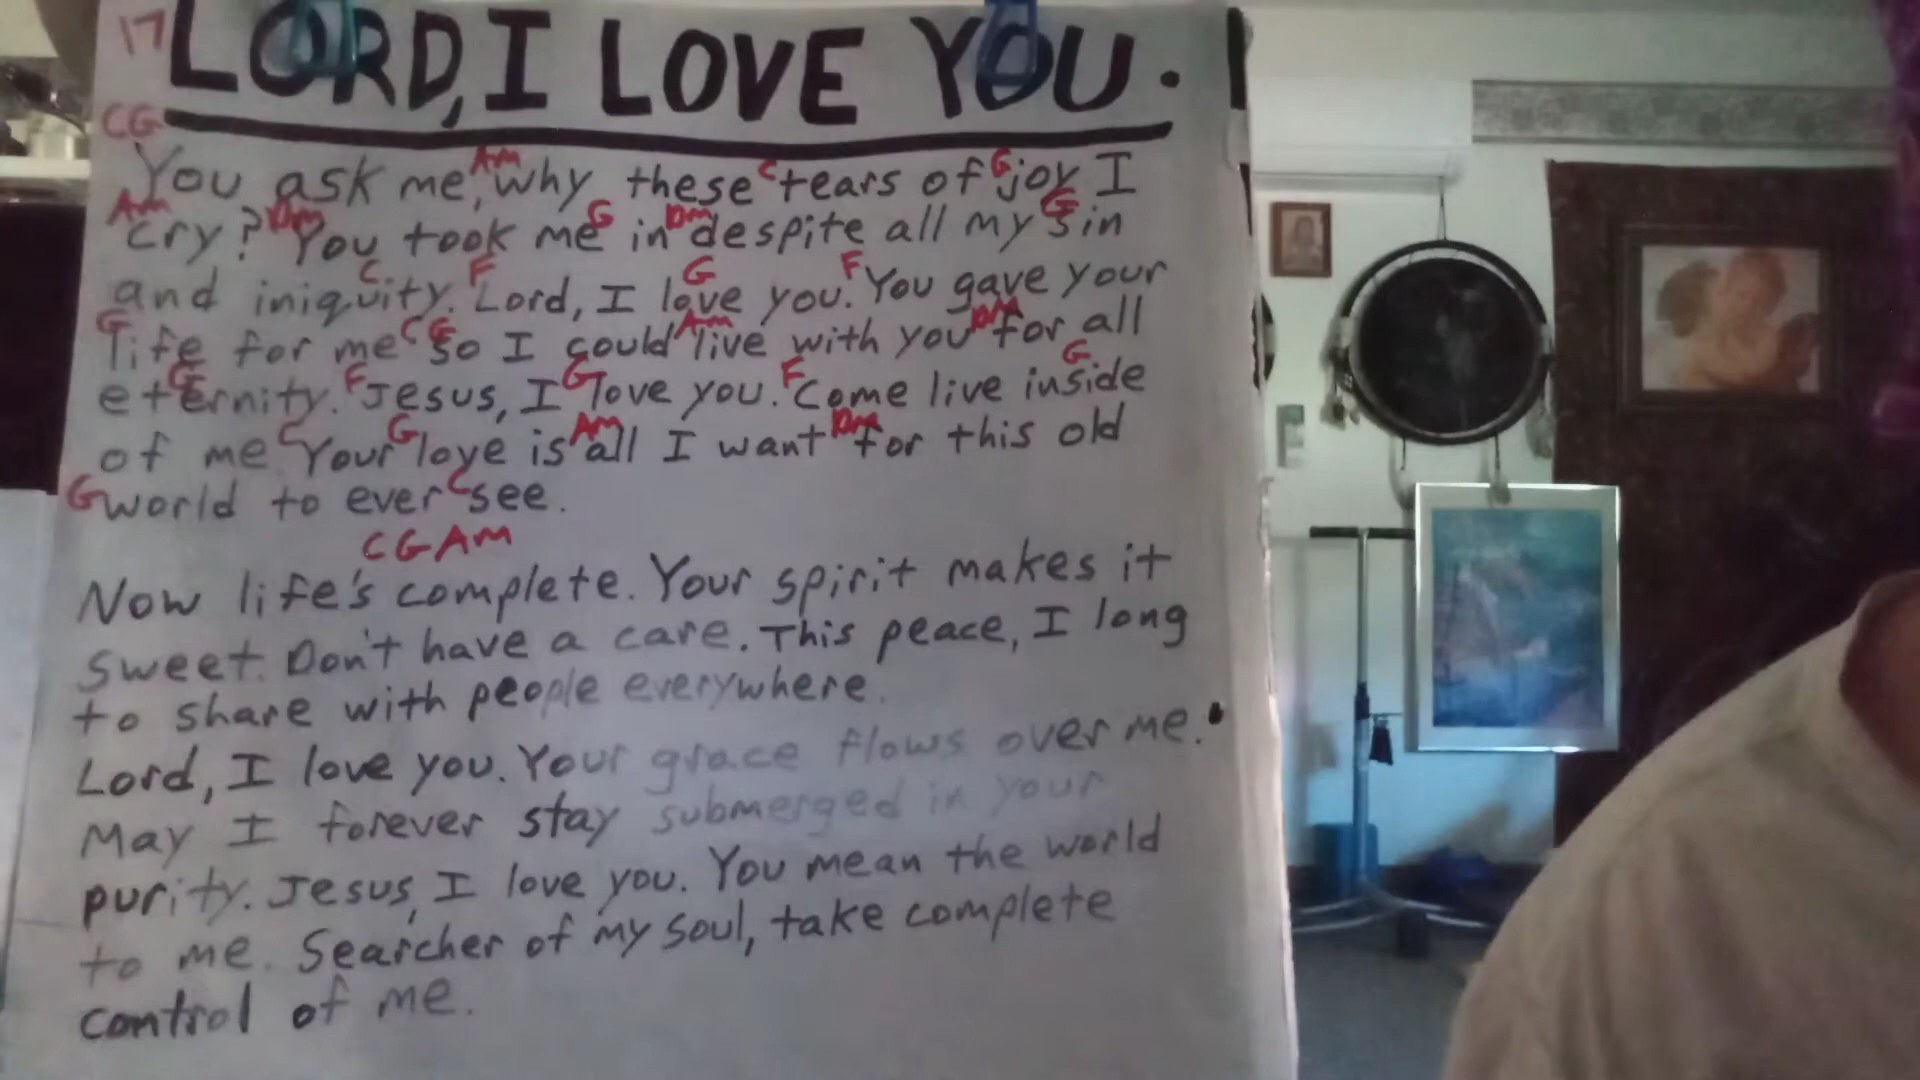 17 LORD, I LOVE YOU.
C G
Am C G
You ask me, why these tears of joy I
Am Dm G Dm G
cry? You took me in despite all my sin
C F G F
and iniquity. Lord, I love you. You gave your
G C G Am Dm
life for me so I could live with you for all
G F G F G
eternity. Jesus, I love you. Come live inside
C G Am Dm
of me Your love is all I want for this old
G C
world to ever see.
C G Am
Now life's complete. Your spirit makes it
sweet. Don't have a care. This peace, I long
to share with people everywhere.
Lord, I love you. Your grace flows over me.
May I forever stay submerged in your
purity. Jesus, I love you. You mean the world
to me. Searcher of my soul, take complete
control of me.